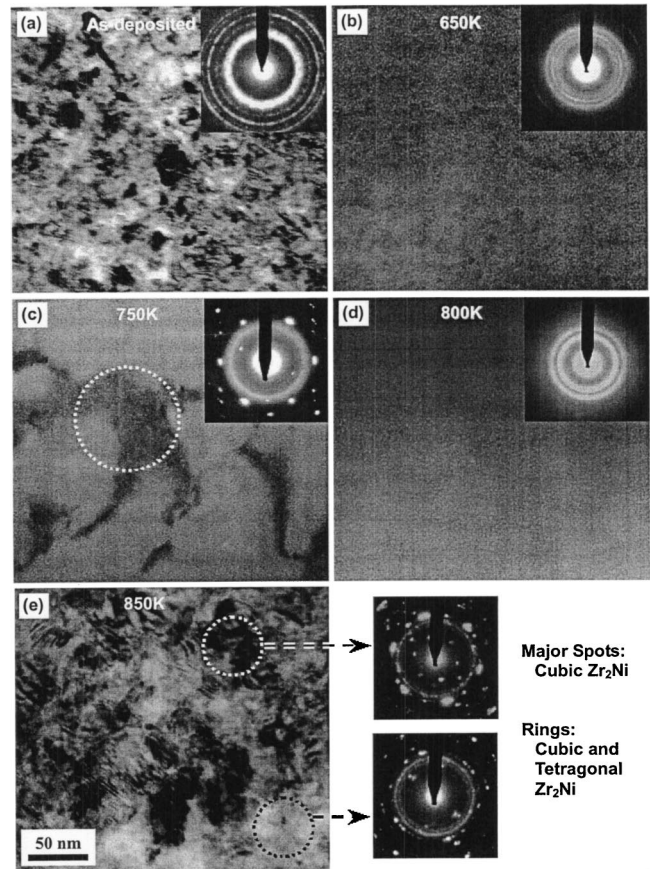 (a)
As-deposited
(b)
650K
(c)
750K
(d)
800K
(e)
850K
Major Spots:
Cubic Zr₂Ni
Rings:
Cubic and
Tetragonal
Zr₂Ni
50 nm